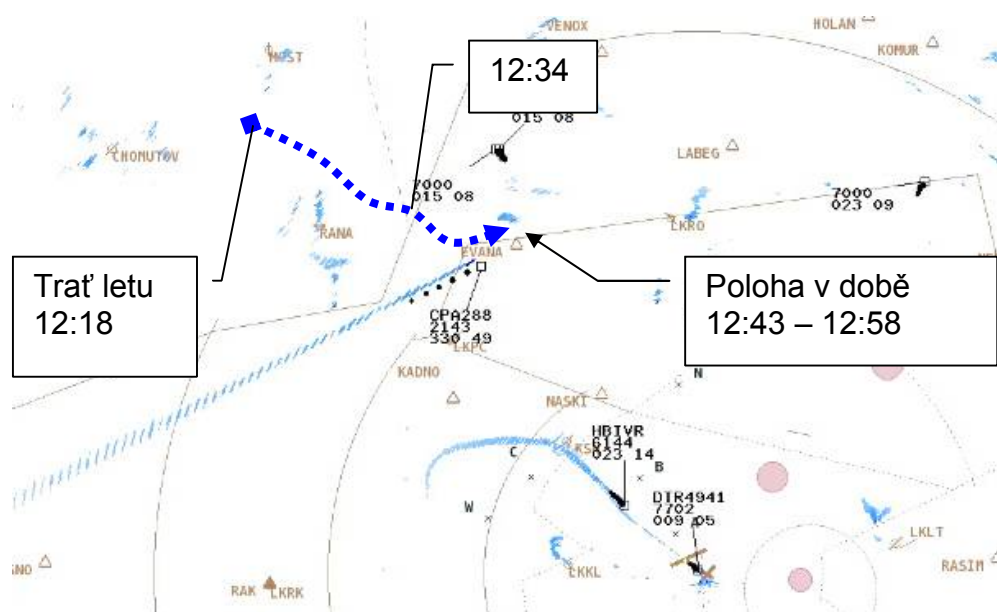 HOLAN
VENOX
KOMUR
MOST
12:34
015 08
CHOMUTOV
LABEG
7000
015 08
7000
023 09
RANA
LKRO
EVANA
Trať letu
12:18
Poloha v době
12:43 – 12:58
CPA288
2143
330 49
LKPC
KADNO
N
NASKI
HBIVR
6144
023 14
C
B
DTR4941
7702
009 05
W
LKLT
LKKL
RASIM
RAK
LKRK